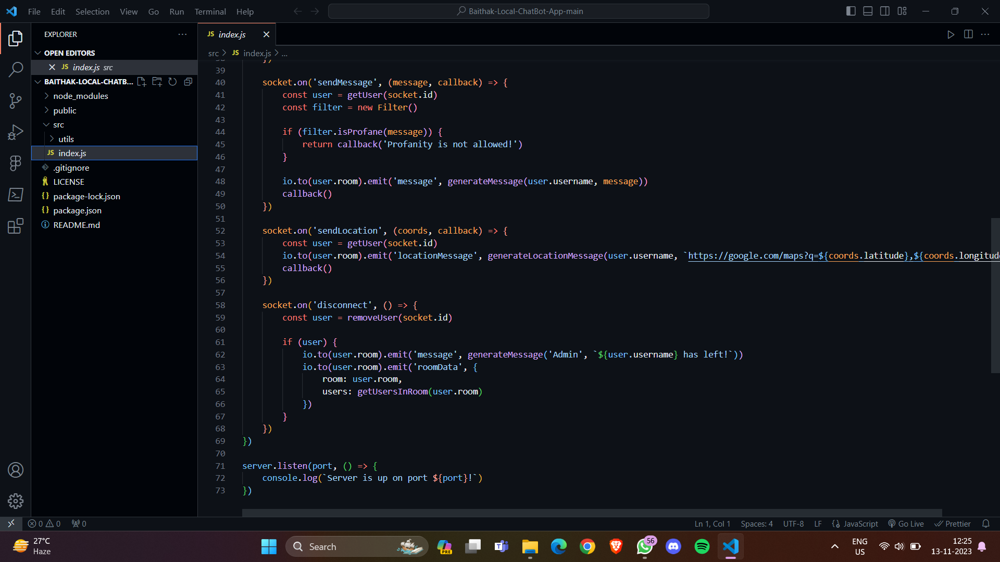 File Edit Selection View Go Run Terminal Help
Baithak-Local-ChatBot-App-main
EXPLORER
OPEN EDITORS
JS index.js src
BAITHAK-LOCAL-CHATB...
node_modules
public
src
utils
JS index.js
.gitignore
LICENSE
{} package-lock.json
{} package.json
README.md
JS index.js
src > JS index.js > ...
39
40 socket.on('sendMessage', (message, callback) => {
41 const user = getUser(socket.id)
42 const filter = new Filter()
43
44 if (filter.isProfane(message)) {
45 return callback('Profanity is not allowed!')
46 }
47
48 io.to(user.room).emit('message', generateMessage(user.username, message))
49 callback()
50 })
51
52 socket.on('sendLocation', (coords, callback) => {
53 const user = getUser(socket.id)
54 io.to(user.room).emit('locationMessage', generateLocationMessage(user.username, `https://google.com/maps?q=${coords.latitude},${coords.longitude
55 callback()
56 })
57
58 socket.on('disconnect', () => {
59 const user = removeUser(socket.id)
60
61 if (user) {
62 io.to(user.room).emit('message', generateMessage('Admin', `${user.username} has left!`))
63 io.to(user.room).emit('roomData', {
64 room: user.room,
65 users: getUsersInRoom(user.room)
66 })
67 }
68 })
69 })
70
71 server.listen(port, () => {
72 console.log(`Server is up on port ${port}!`)
73 })
0 0 0
Ln 1, Col 1 Spaces: 4 UTF-8 LF {} JavaScript Go Live Prettier
27°C
Haze
Search
PRE
56
ENG
US
12:25
13-11-2023